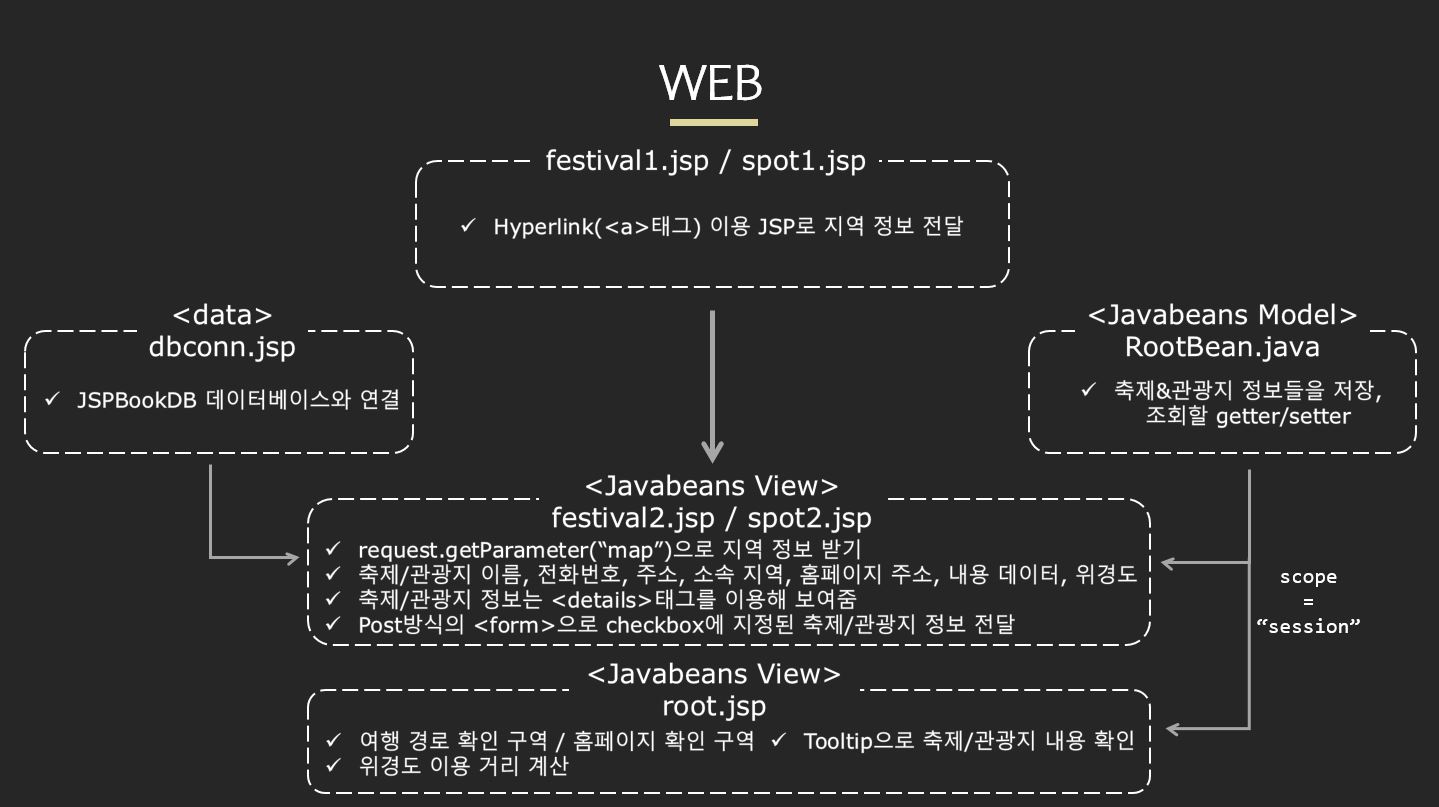 WEB
festival1.jsp / spot1.jsp
✓ Hyperlink(<a>태그) 이용 JSP로 지역 정보 전달
<data>
dbconn.jsp
✓ JSPBookDB 데이터베이스와 연결
<Javabeans Model>
RootBean.java
✓ 축제&관광지 정보들을 저장,
조회할 getter/setter
<Javabeans View>
festival2.jsp / spot2.jsp
✓ request.getParameter(“map”)으로 지역 정보 받기
✓ 축제/관광지 이름, 전화번호, 주소, 소속 지역, 홈페이지 주소, 내용 데이터, 위경도
✓ 축제/관광지 정보는 <details>태그를 이용해 보여줌
✓ Post방식의 <form>으로 checkbox에 지정된 축제/관광지 정보 전달
scope
=
“session”
<Javabeans View>
root.jsp
✓ 여행 경로 확인 구역 / 홈페이지 확인 구역 ✓ Tooltip으로 축제/관광지 내용 확인
✓ 위경도 이용 거리 계산